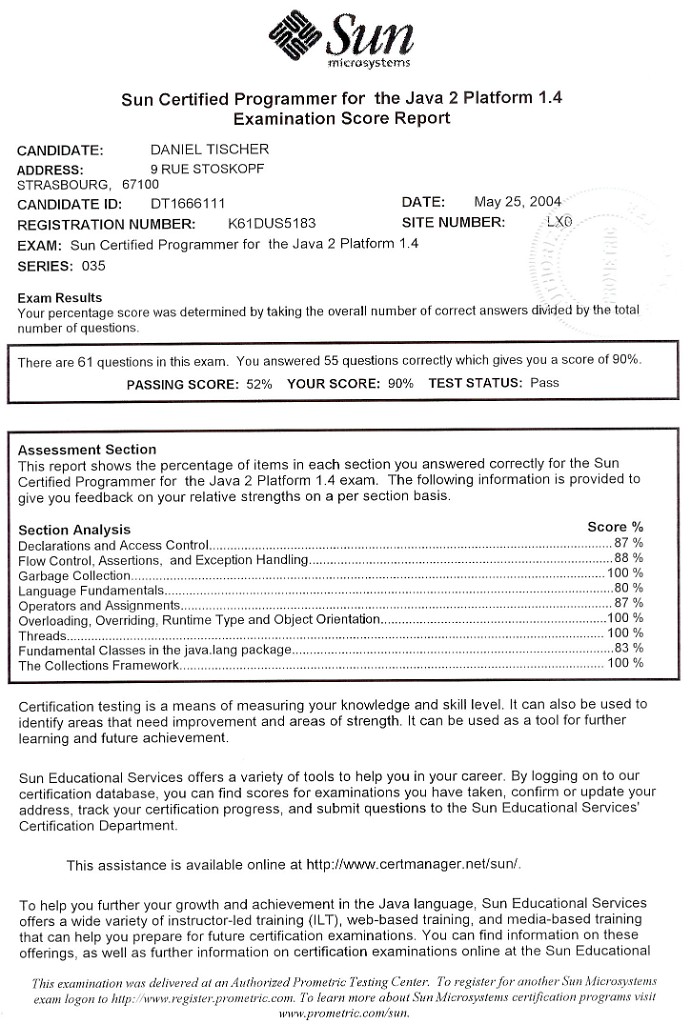 Sun
microsystems
Sun Certified Programmer for the Java 2 Platform 1.4
Examination Score Report
CANDIDATE: DANIEL TISCHER
ADDRESS: 9 RUE STOSKOPF
STRASBOURG, 67100
CANDIDATE ID: DT1666111 DATE: May 25, 2004
REGISTRATION NUMBER: K61DUS5183 SITE NUMBER: LX0
EXAM: Sun Certified Programmer for the Java 2 Platform 1.4
SERIES: 035
Exam Results
Your percentage score was determined by taking the overall number of correct answers divided by the total
number of questions.
There are 61 questions in this exam. You answered 55 questions correctly which gives you a score of 90%.
PASSING SCORE: 52% YOUR SCORE: 90% TEST STATUS: Pass
Assessment Section
This report shows the percentage of items in each section you answered correctly for the Sun
Certified Programmer for the Java 2 Platform 1.4 exam. The following information is provided to
give you feedback on your relative strengths on a per section basis.
Section Analysis Score %
Declarations and Access Control 87 %
Flow Control, Assertions, and Exception Handling 88 %
Garbage Collection 100 %
Language Fundamentals 80 %
Operators and Assignments 87 %
Overloading, Overriding, Runtime Type and Object Orientation 100 %
Threads 100 %
Fundamental Classes in the java.lang package 83 %
The Collections Framework 100 %
Certification testing is a means of measuring your knowledge and skill level. It can also be used to
identify areas that need improvement and areas of strength. It can be used as a tool for further
learning and future achievement.
Sun Educational Services offers a variety of tools to help you in your career. By logging on to our
certification database, you can find scores for examinations you have taken, confirm or update your
address, track your certification progress, and submit questions to the Sun Educational Services'
Certification Department.
This assistance is available online at http://www.certmanager.net/sun/.
To help you further your growth and achievement in the Java language, Sun Educational Services
offers a wide variety of instructor-led training (ILT), web-based training, and media-based training
that can help you prepare for future certification examinations. You can find information on these
offerings, as well as further information on certification examinations online at the Sun Educational
This examination was delivered at an Authorized Prometric Testing Center. To register for another Sun Microsystems
exam logon to http://www.register.prometric.com. To learn more about Sun Microsystems certification programs visit
www.prometric.com/sun.